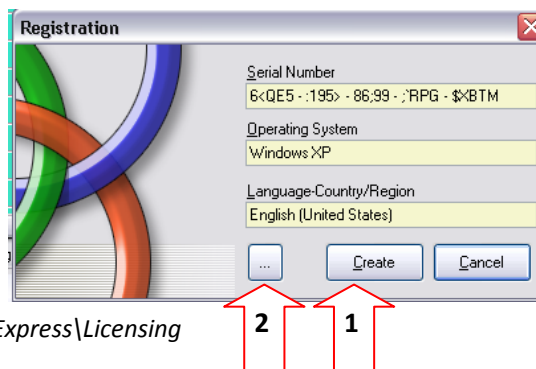 Registration
Serial Number
6<QE5 - :195> - 86;99 - ;`RPG - $XBTM
Operating System
Windows XP
Language-Country/Region
English (United States)
... Create Cancel
Express\Licensing
2 1